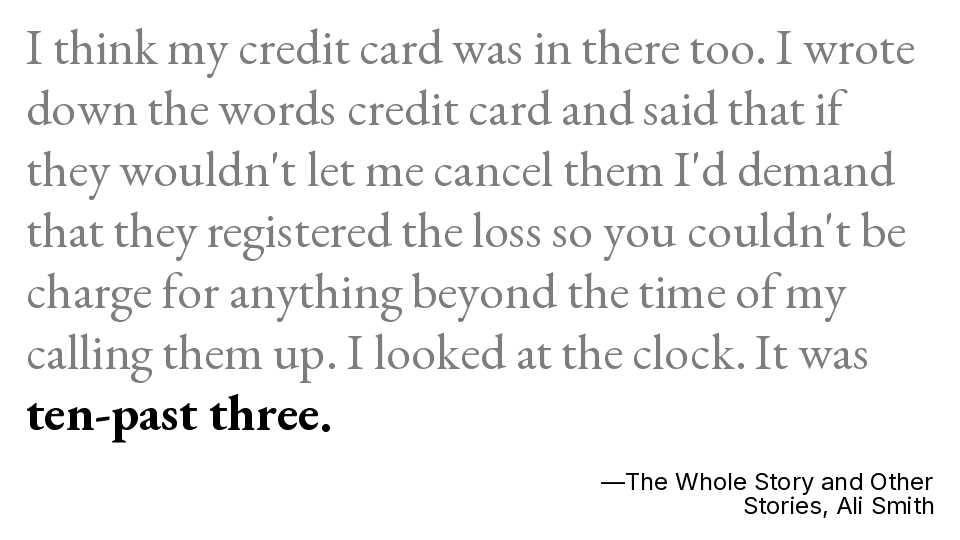 I think my credit card was in there too. I wrote
down the words credit card and said that if
they wouldn't let me cancel them I'd demand
that they registered the loss so you couldn't be
charge for anything beyond the time of my
calling them up. I looked at the clock. It was
ten-past three.
—The Whole Story and Other
Stories, Ali Smith